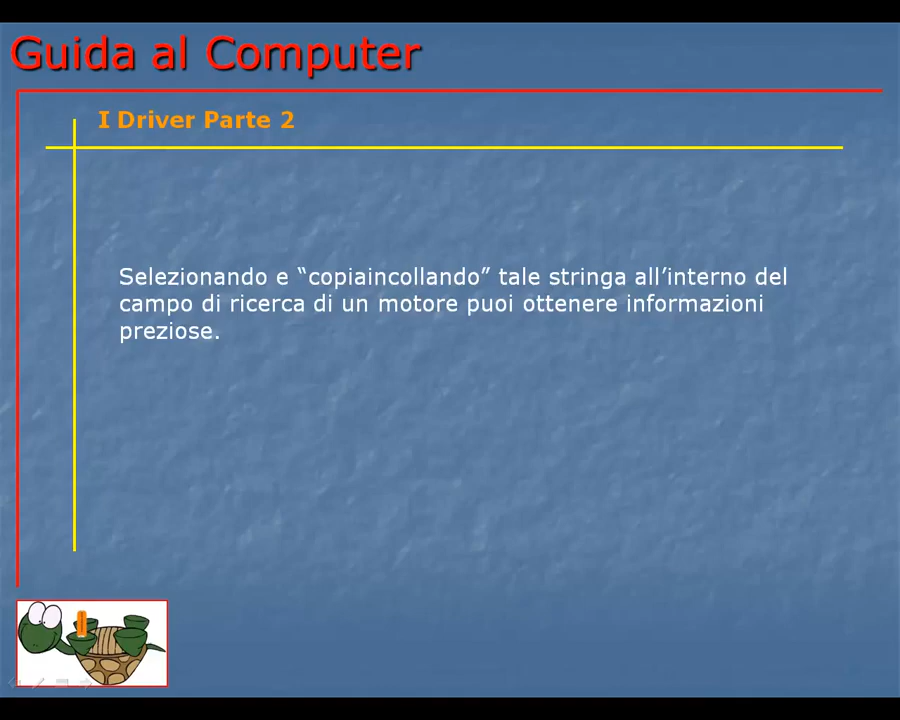 Guida al Computer
I Driver Parte 2
Selezionando e “copiaincollando” tale stringa all’interno del
campo di ricerca di un motore puoi ottenere informazioni
preziose.